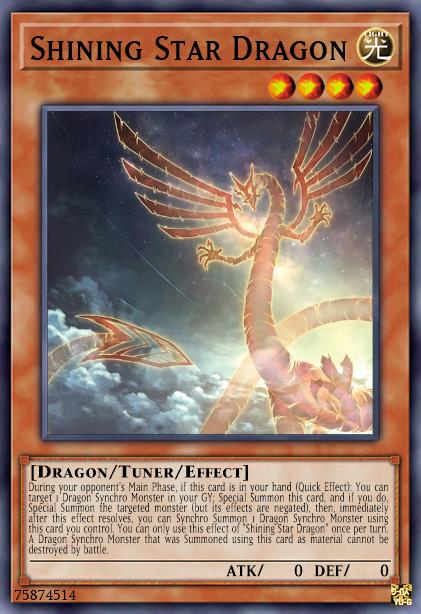 SHINING STAR DRAGON
LIGHT
光
[DRAGON/TUNER/EFFECT]
During your opponent's Main Phase, if this card is in your hand (Quick Effect): You can
target 1 Dragon Synchro Monster in your GY; Special Summon this card, and if you do,
Special Summon the targeted monster (but its effects are negated), then, immediately
after this effect resolves, you can Synchro Summon 1 Dragon Synchro Monster using
this card you control. You can only use this effect of "Shining Star Dragon" once per turn.
A Dragon Synchro Monster that was Summoned using this card as material cannot be
destroyed by battle.
ATK/ 0 DEF/ 0
75874514